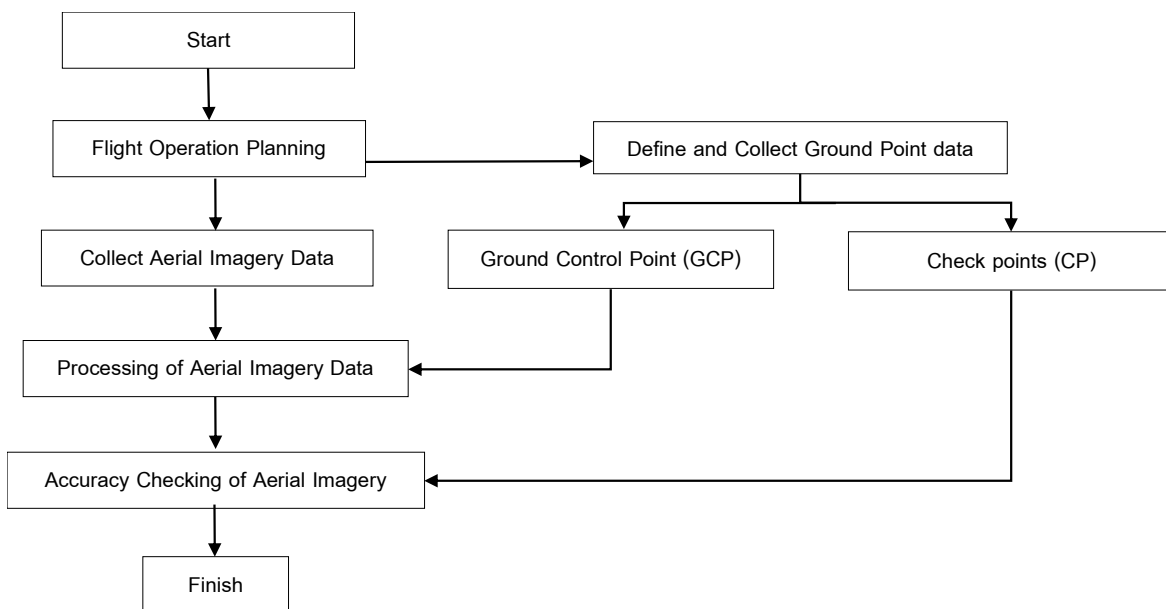 Start
Flight Operation Planning
Define and Collect Ground Point data
Collect Aerial Imagery Data
Ground Control Point (GCP)
Check points (CP)
Processing of Aerial Imagery Data
Accuracy Checking of Aerial Imagery
Finish